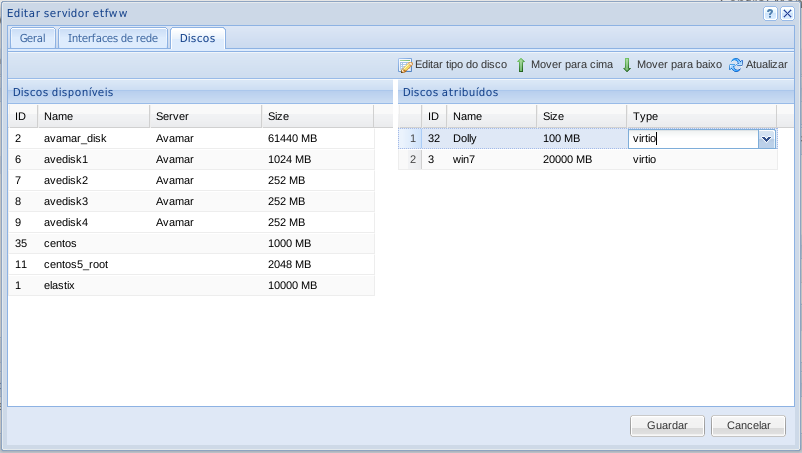 Editar servidor etfww
Geral Interfaces de rede Discos
Editar tipo do disco Mover para cima Mover para baixo Atualizar
Discos disponíveis
ID Name Server Size
2 avamar_disk Avamar 61440 MB
6 avedisk1 Avamar 1024 MB
7 avedisk2 Avamar 252 MB
8 avedisk3 Avamar 252 MB
9 avedisk4 Avamar 252 MB
35 centos 1000 MB
11 centos5_root 2048 MB
1 elastix 10000 MB
Discos atribuídos
ID Name Size Type
1 32 Dolly 100 MB virtio
2 3 win7 20000 MB virtio
Guardar Cancelar